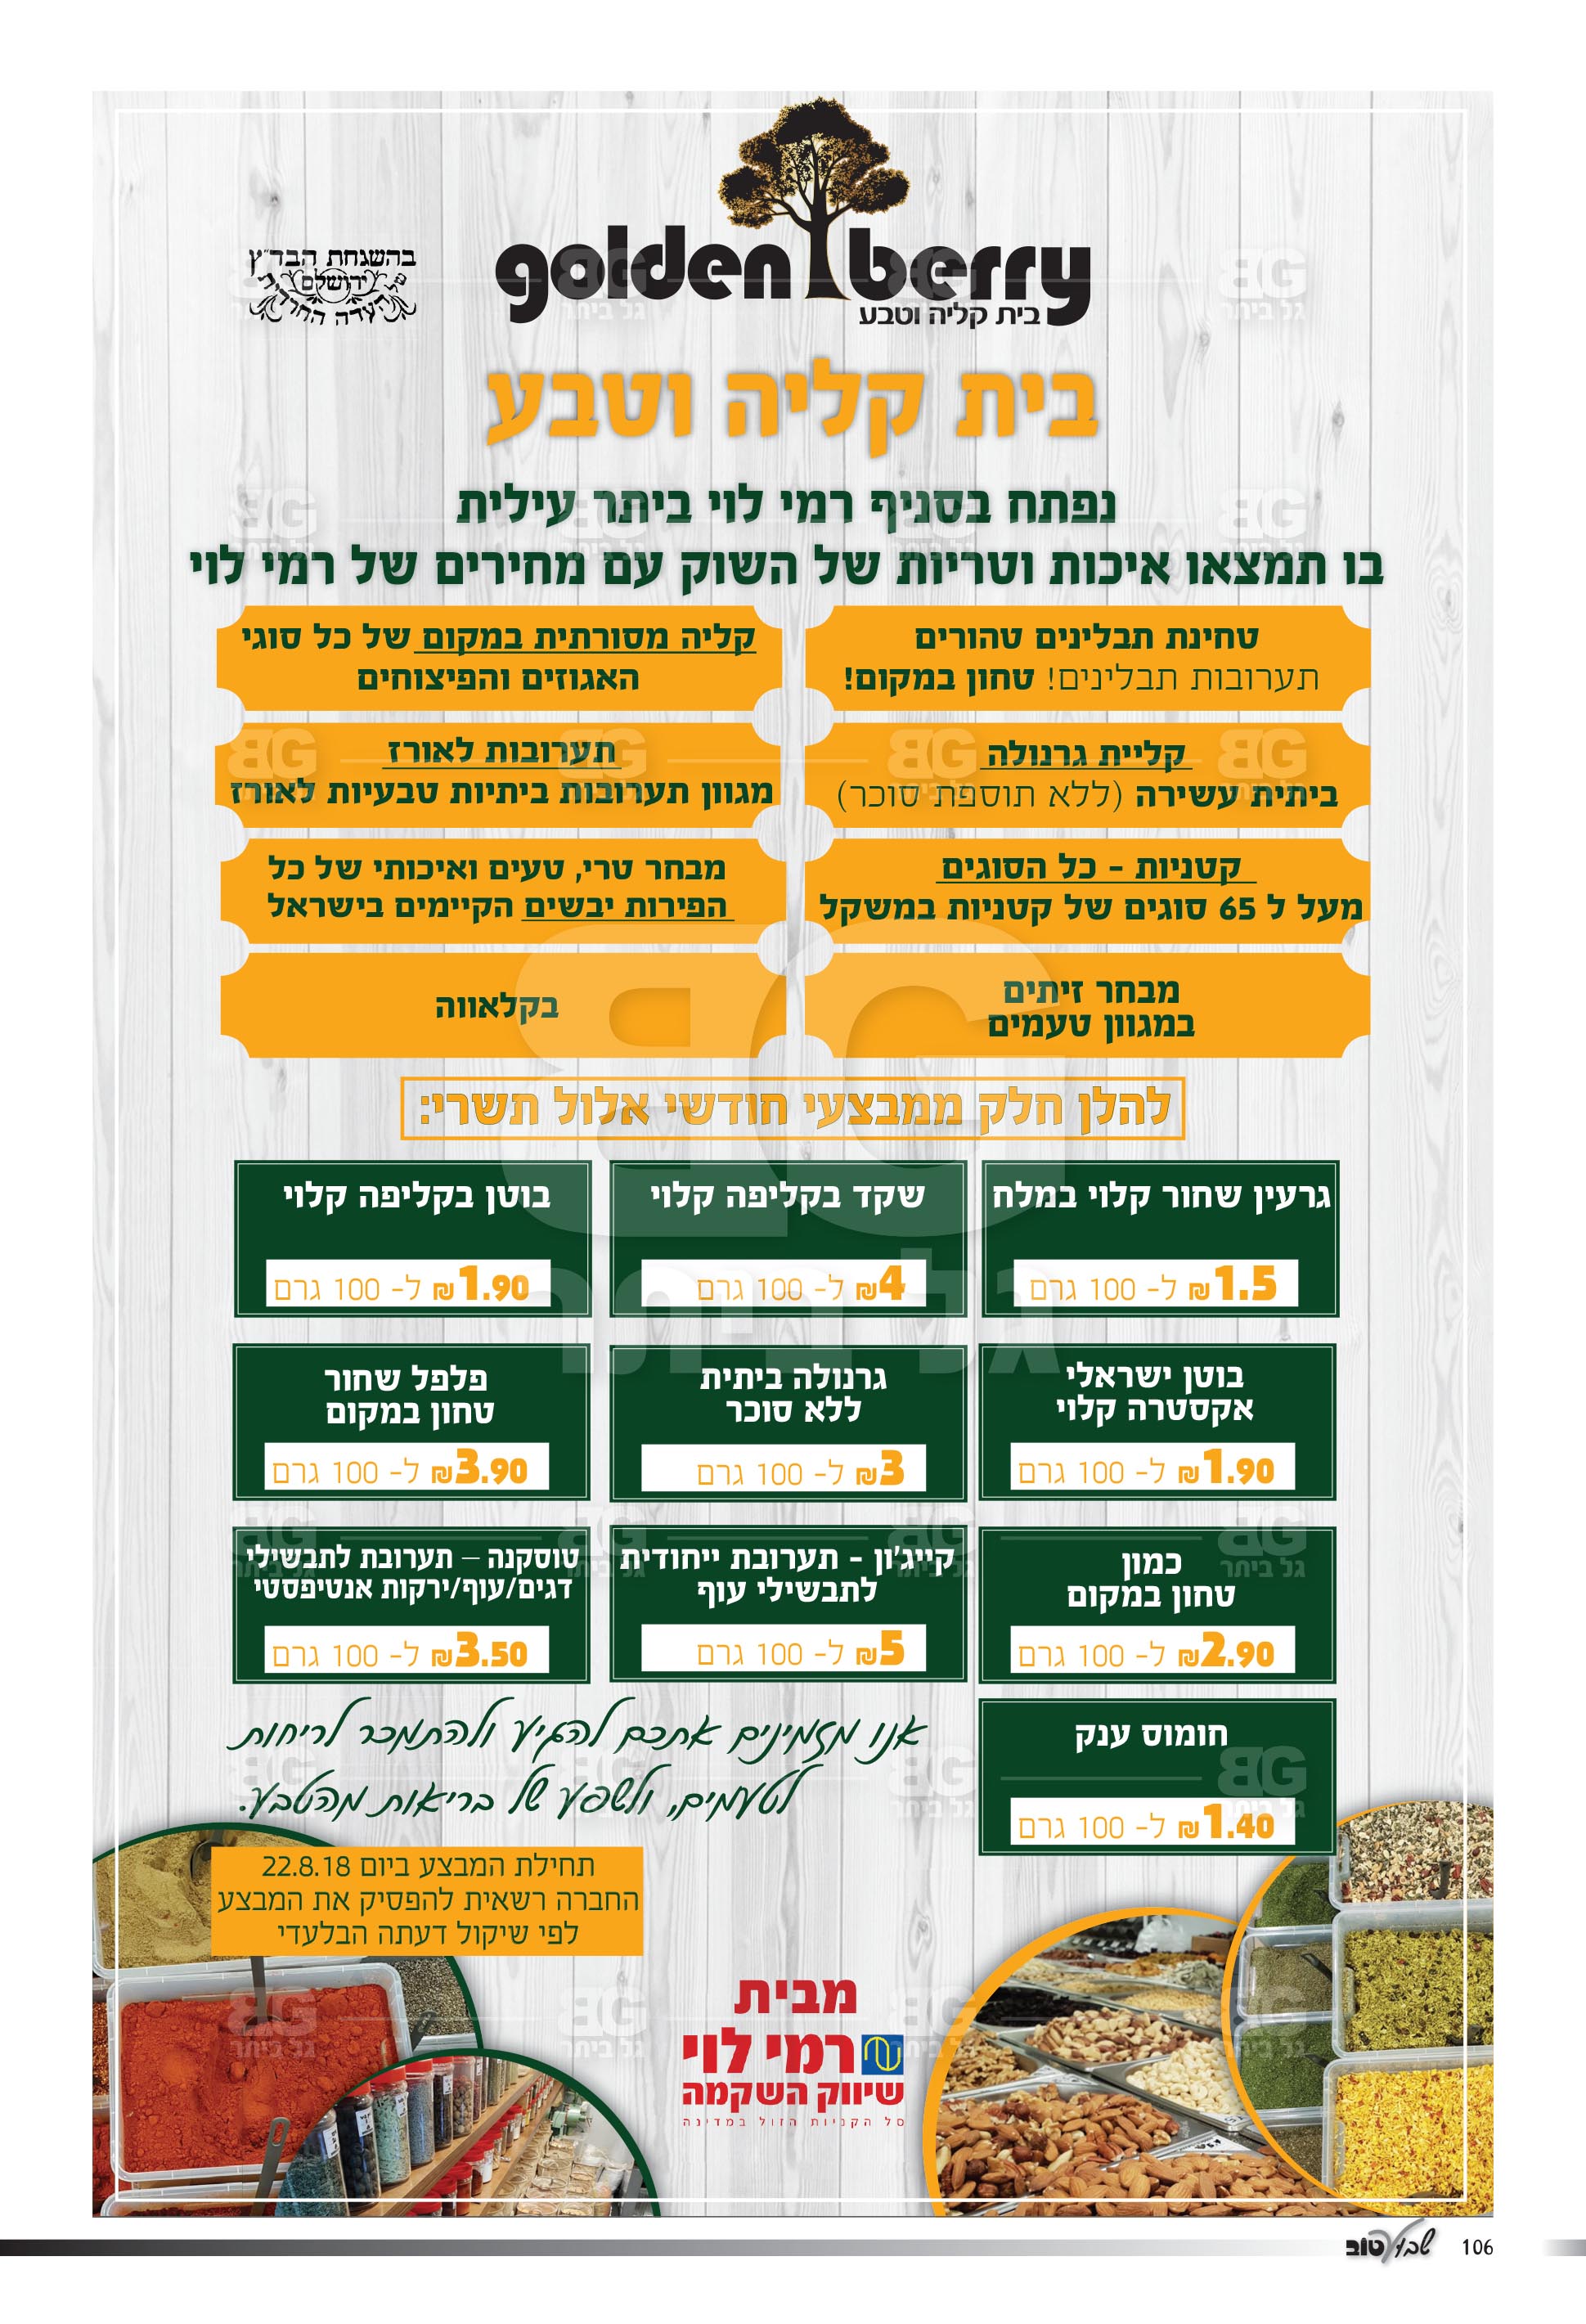 golden berry
בית קליה וטבע
בהשגחת הבד"ץ
ירושלם
העדה החרדית
בית קליה וטבע
נפתח בסניף רמי לוי ביתר עילית
בו תמצאו איכות וטריות של השוק עם מחירים של רמי לוי
טחינת תבלינים טהורים
תערובות תבלינים! טחון במקום!
קליה מסורתית במקום של כל סוגי
האגוזים והפיצוחים
קליית גרנולה
ביתית עשירה (ללא תוספת סוכר)
תערובות לאורז
מגוון תערובות ביתיות טבעיות לאורז
קטניות - כל הסוגים
מעל ל 65 סוגים של קטניות במשקל
מבחר טרי, טעים ואיכותי של כל
הפירות יבשים הקיימים בישראל
מבחר זיתים
במגוון טעמים
בקלאווה
להלן חלק ממבצעי חודשי אלול תשרי:
גרעין שחור קלוי במלח
1.5 ₪ ל- 100 גרם
שקד בקליפה קלוי
4 ₪ ל- 100 גרם
בוטן בקליפה קלוי
1.90 ₪ ל- 100 גרם
בוטן ישראלי
אקסטרה קלוי
1.90 ₪ ל- 100 גרם
גרנולה ביתית
ללא סוכר
3 ₪ ל- 100 גרם
פלפל שחור
טחון במקום
3.90 ₪ ל- 100 גרם
כמון
טחון במקום
2.90 ₪ ל- 100 גרם
קייג'ון - תערובת ייחודית
לתבשילי עוף
5 ₪ ל- 100 גרם
טוסקנה – תערובת לתבשילי
דגים/עוף/ירקות אנטיפסטי
3.50 ₪ ל- 100 גרם
חומוס ענק
1.40 ₪ ל- 100 גרם
אנו מזמינים אתכם להגיע ולהתמכר לריחות
לטעמים, ולשפע של בריאות מהטבע.
תחילת המבצע ביום 22.8.18
החברה רשאית להפסיק את המבצע
לפי שיקול דעתה הבלעדי
מבית
רמי לוי
שיווק השקמה
סל הקניות הזול במדינה
BG
גל ביתר
106 שבוע טוב